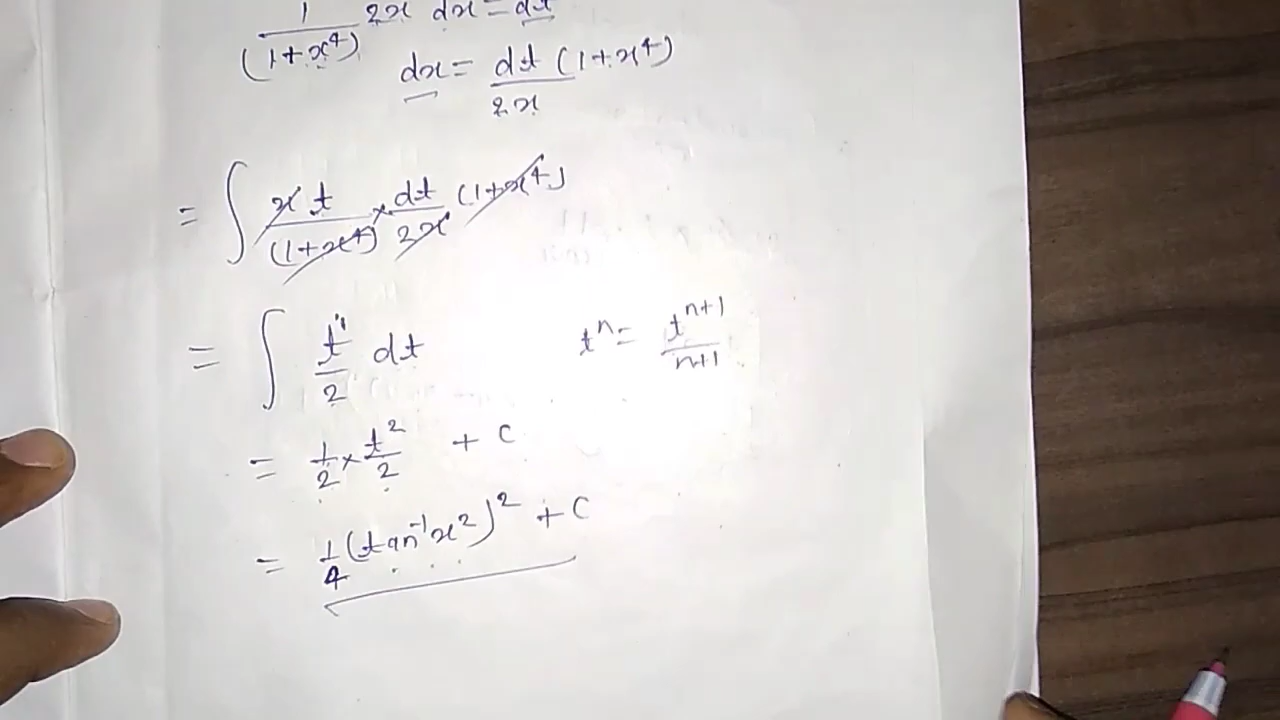 1/(1+x⁴) 2x dx = dt
dx = dt (1+x⁴)/2x
= ∫ x t/(1+x⁴) × dt/2x (1+x⁴)
= ∫ t¹/2 dt tⁿ = tⁿ⁺¹/n+1
= 1/2 × t²/2 + C
= 1/4 (tan⁻¹x²)² + C